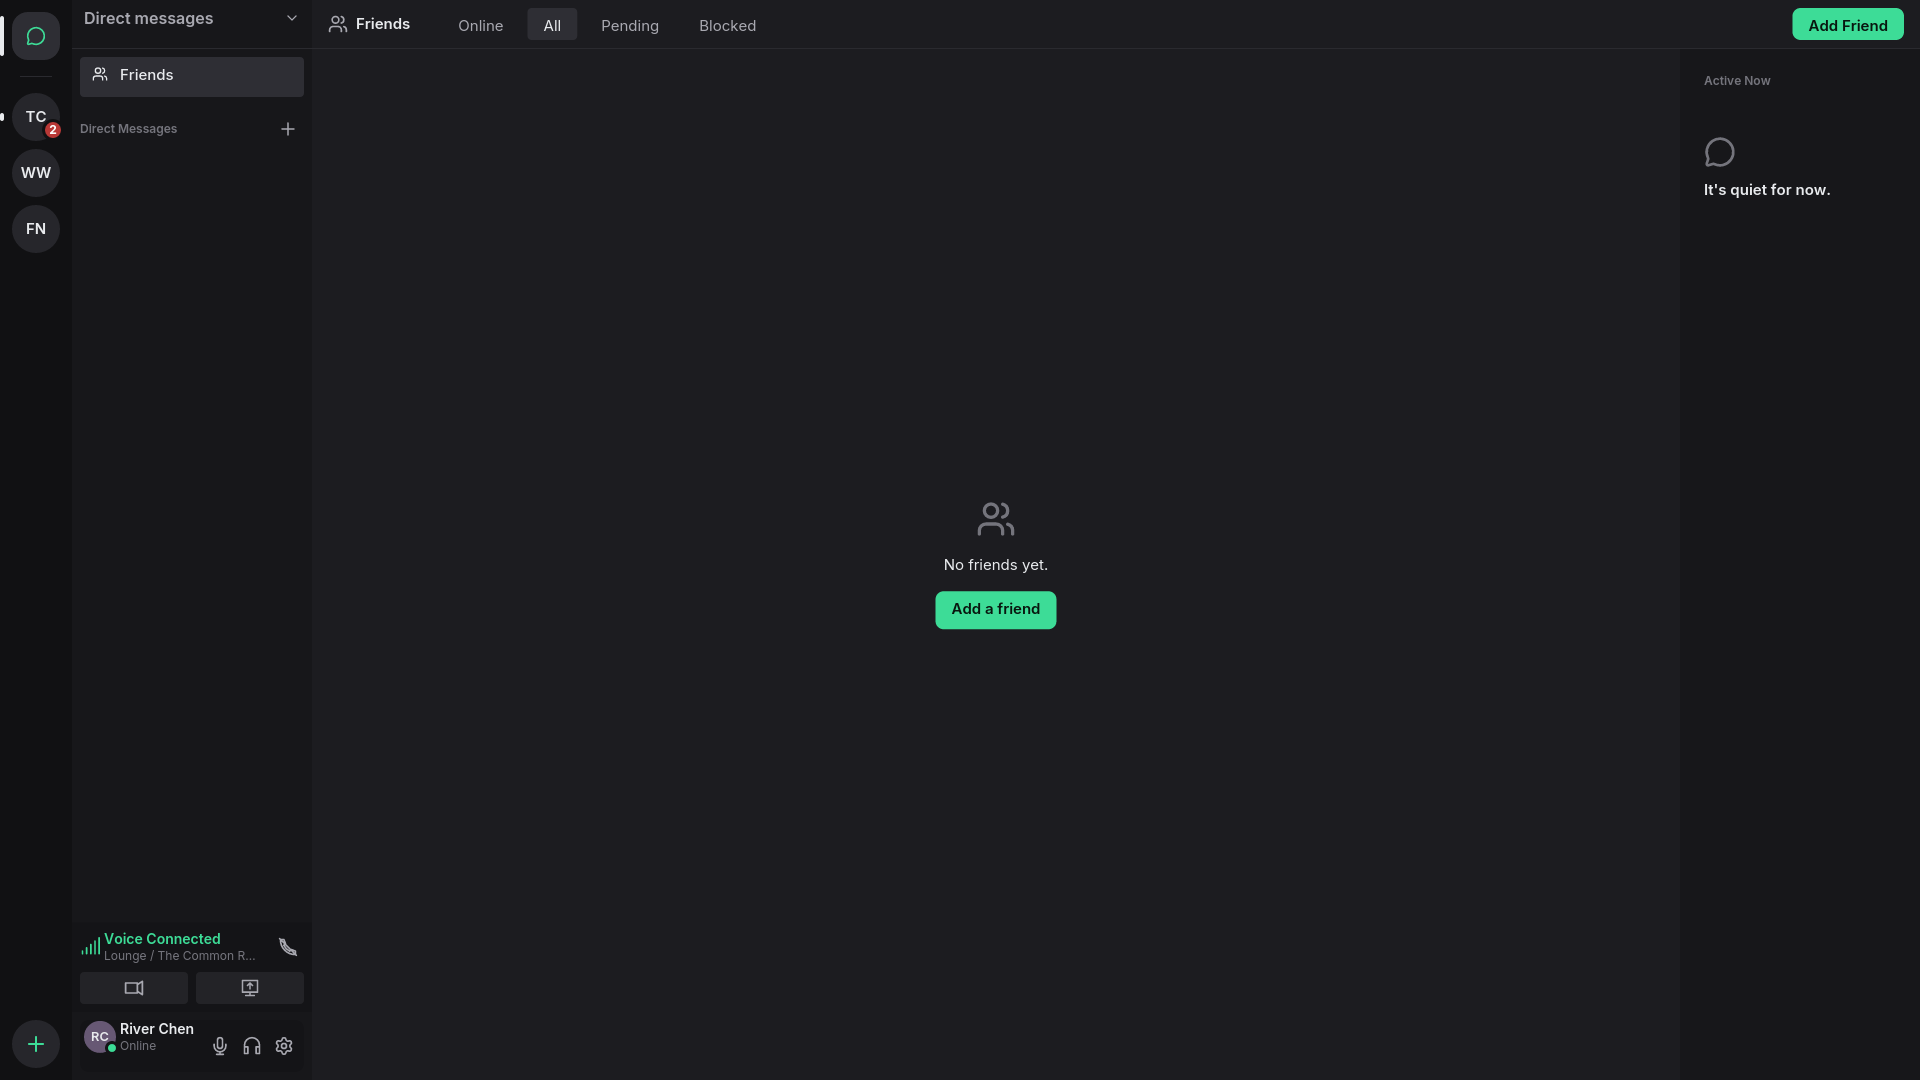 TC
2
WW
FN
Direct messages
Friends
Direct Messages
Voice Connected
Lounge / The Common R...
RC
River Chen
Online
Friends
Online
All
Pending
Blocked
Add Friend
No friends yet.
Add a friend
Active Now
It's quiet for now.